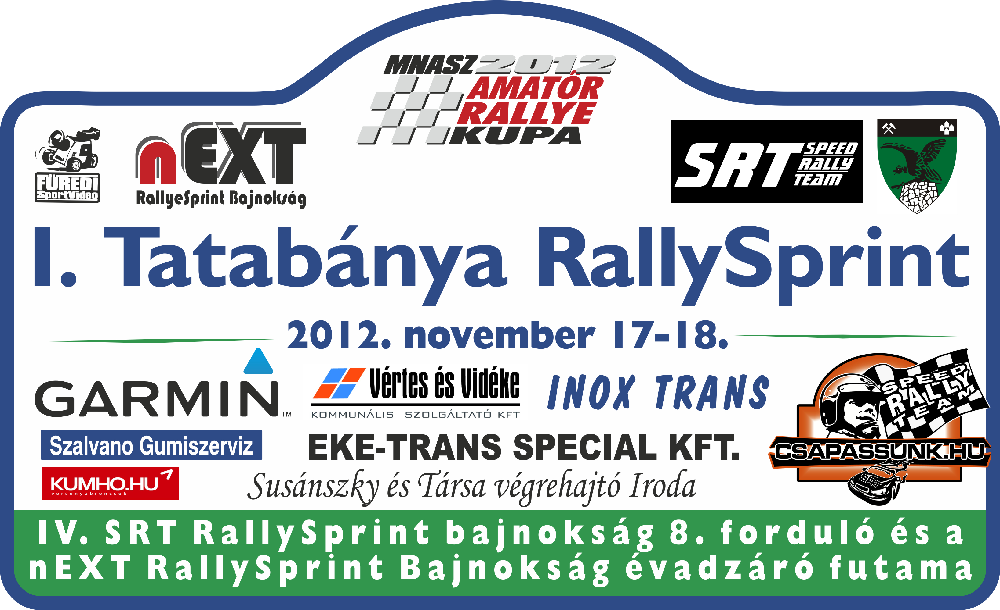 MNASZ 2012
AMATŐR
RALLYE
KUPA
FÜREDI
SportVideo
nEXT
RallyeSprint Bajnokság
SRT SPEED
RALLY
TEAM
I. Tatabánya RallySprint
2012. november 17-18.
GARMIN™
Vértes és Vidéke
KOMMUNÁLIS SZOLGÁLTATÓ KFT
INOX TRANS
SPEED
RALLY
TEAM
CSAPASSUNK.HU
SRT
Szalvano Gumiszerviz
EKE-TRANS SPECIAL KFT.
KUMHO.HU
versenyabroncsok
Susánszky és Társa végrehajtó Iroda
IV. SRT RallySprint bajnokság 8. forduló és a
nEXT RallySprint Bajnokság évadzáró futama